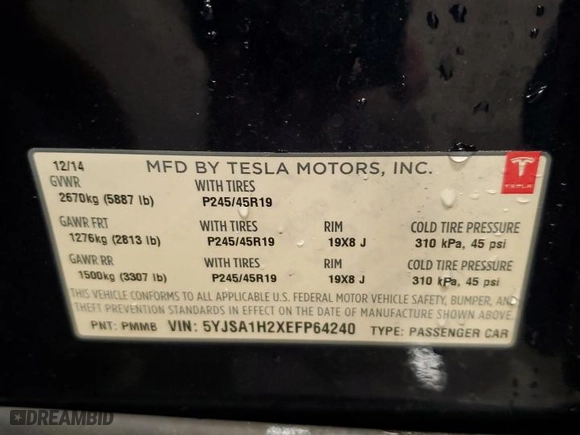 12/14 MFD BY TESLA MOTORS, INC.
TESLA
GVWR WITH TIRES
2670kg (5887 lb) P245/45R19
GAWR FRT WITH TIRES RIM COLD TIRE PRESSURE
1276kg (2813 lb) P245/45R19 19X8 J 310 kPa, 45 psi
GAWR RR WITH TIRES RIM COLD TIRE PRESSURE
1500kg (3307 lb) P245/45R19 19X8 J 310 kPa, 45 psi
THIS VEHICLE CONFORMS TO ALL APPLICABLE U.S. FEDERAL MOTOR VEHICLE SAFETY, BUMPER, AND
THEFT PREVENTION STANDARDS IN EFFECT ON THE DATE OF MANUFACTURE SHOWN ABOVE.
PNT: PMMB VIN: 5YJSA1H2XEFP64240 TYPE: PASSENGER CAR
DREAMBID